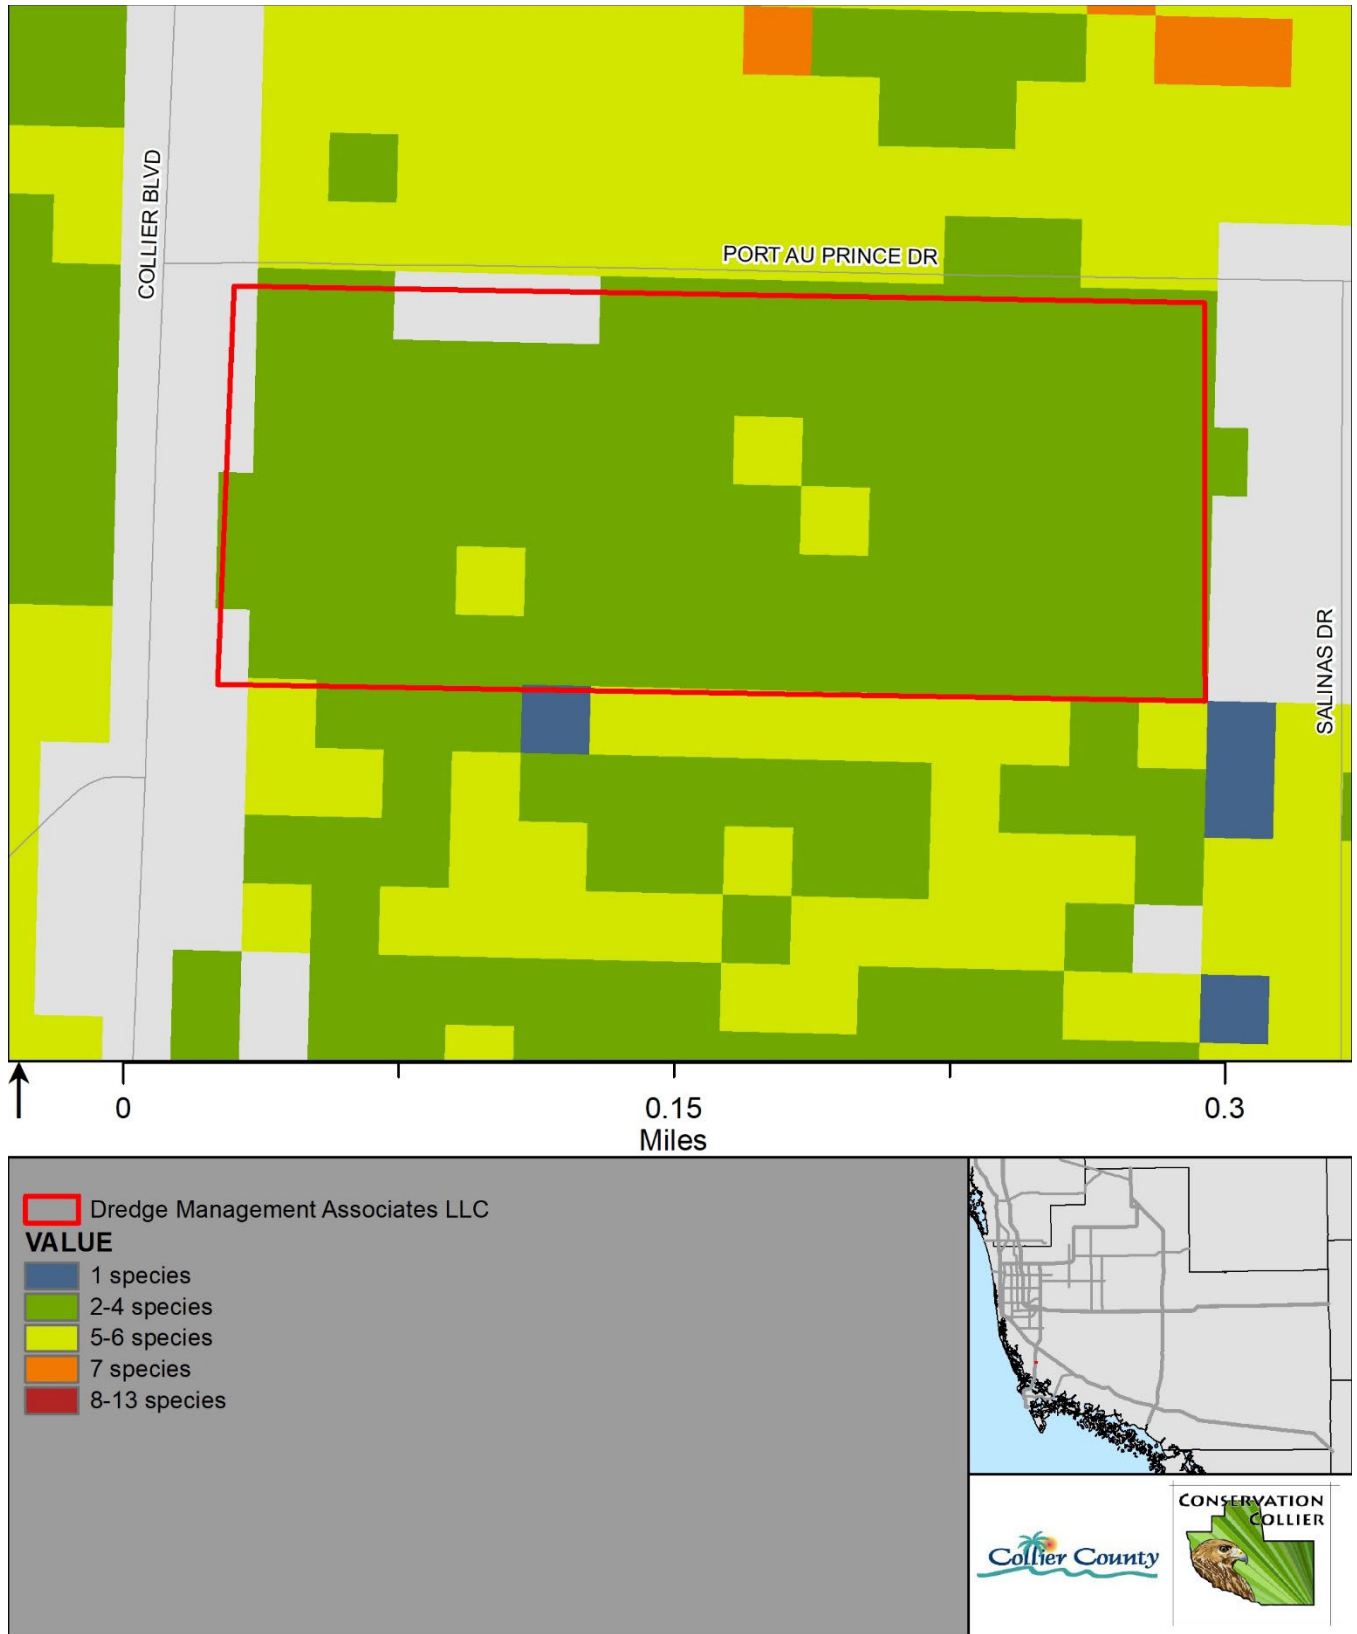 COLLIER BLVD
PORT AU PRINCE DR
SALINAS DR
0
0.15
0.3
Miles
Dredge Management Associates LLC
VALUE
1 species
2-4 species
5-6 species
7 species
8-13 species
Collier County
CONSERVATION
COLLIER